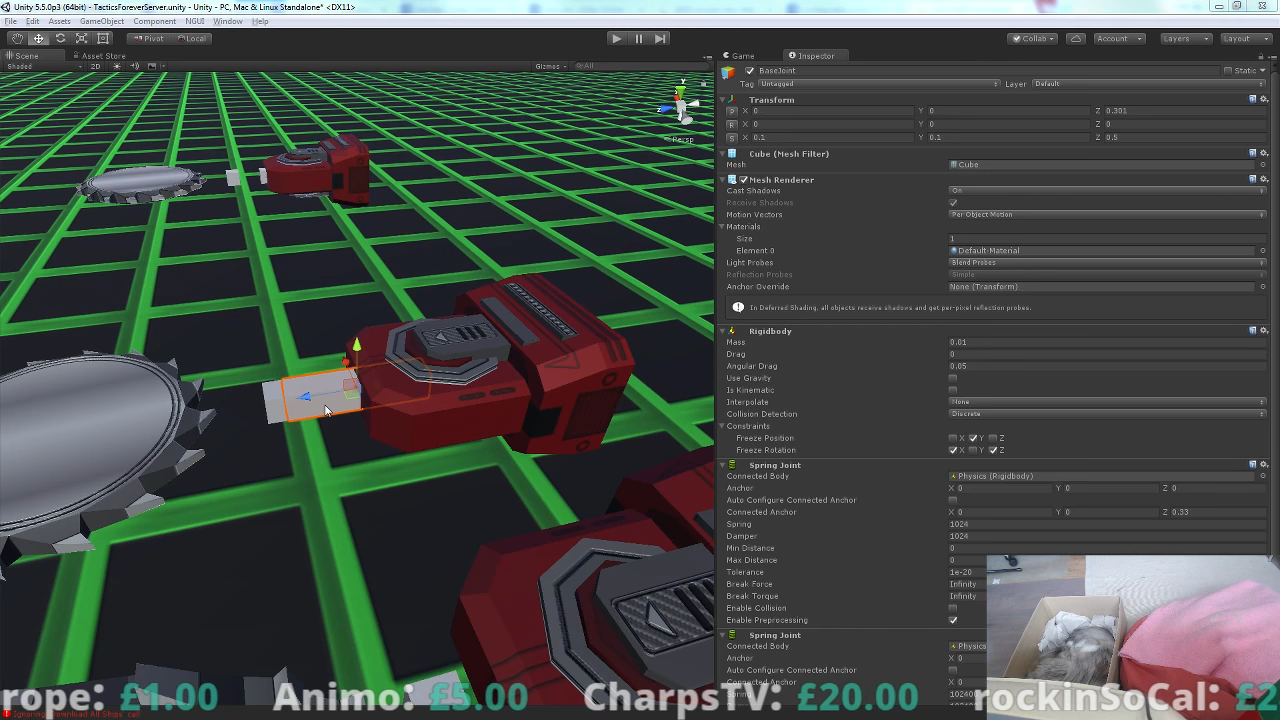 Unity 5.5.0p3 (64bit) - TacticsForeverServer.unity - Unity - PC, Mac & Linux Standalone* <DX11>
File Edit Assets GameObject Component NGUI Window Help
Pivot Local Collab Account Layers Layout
Scene Asset Store Game Inspector
Shaded 2D Gizmos All
BaseJoint Static
Tag Untagged Layer Default
Transform
P X 0 Y 0 Z 0.301
R X 0 Y 0 Z 0
S X 0.1 Y 0.1 Z 0.5
y
z
Persp
Cube (Mesh Filter)
Mesh Cube
Mesh Renderer
Cast Shadows On
Receive Shadows
Motion Vectors Per Object Motion
Materials
Size 1
Element 0 Default-Material
Light Probes Blend Probes
Reflection Probes Simple
Anchor Override None (Transform)
In Deferred Shading, all objects receive shadows and get per-pixel reflection probes.
Rigidbody
Mass 0.01
Drag 0
Angular Drag 0.05
Use Gravity
Is Kinematic
Interpolate None
Collision Detection Discrete
Constraints
Freeze Position X Y Z
Freeze Rotation X Y Z
Spring Joint
Connected Body Physics (Rigidbody)
Anchor X 0 Y 0 Z 0
Auto Configure Connected Anchor
Connected Anchor X 0 Y 0 Z 0.33
Spring 1024
Damper 1024
Min Distance 0
Max Distance 0
Tolerance 1e-20
Break Force Infinity
Break Torque Infinity
Enable Collision
Enable Preprocessing
Spring Joint
Connected Body Physics
Anchor X 0
Auto Configure Connected Anchor
Connected Anchor X 0
Spring
rope: £1.00 Animo: £5.00 CharpsTV: £20.00 rockinSoCal: £2